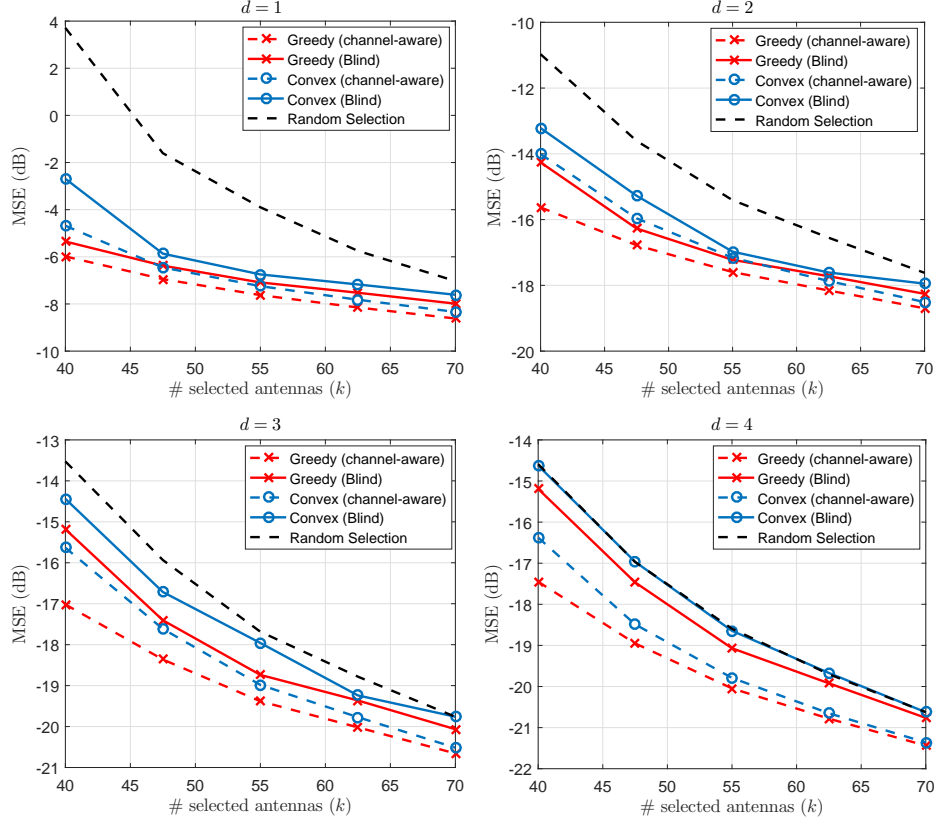 d = 1
4
2
0
-2
-4
-6
-8
-10
MSE (dB)
Greedy (channel-aware)
Greedy (Blind)
Convex (channel-aware)
Convex (Blind)
Random Selection
40 45 50 55 60 65 70
# selected antennas (k)
d = 2
-10
-12
-14
-16
-18
-20
MSE (dB)
Greedy (channel-aware)
Greedy (Blind)
Convex (channel-aware)
Convex (Blind)
Random Selection
40 45 50 55 60 65 70
# selected antennas (k)
d = 3
-13
-14
-15
-16
-17
-18
-19
-20
-21
MSE (dB)
Greedy (channel-aware)
Greedy (Blind)
Convex (channel-aware)
Convex (Blind)
Random Selection
40 45 50 55 60 65 70
# selected antennas (k)
d = 4
-14
-15
-16
-17
-18
-19
-20
-21
-22
MSE (dB)
Greedy (channel-aware)
Greedy (Blind)
Convex (channel-aware)
Convex (Blind)
Random Selection
40 45 50 55 60 65 70
# selected antennas (k)